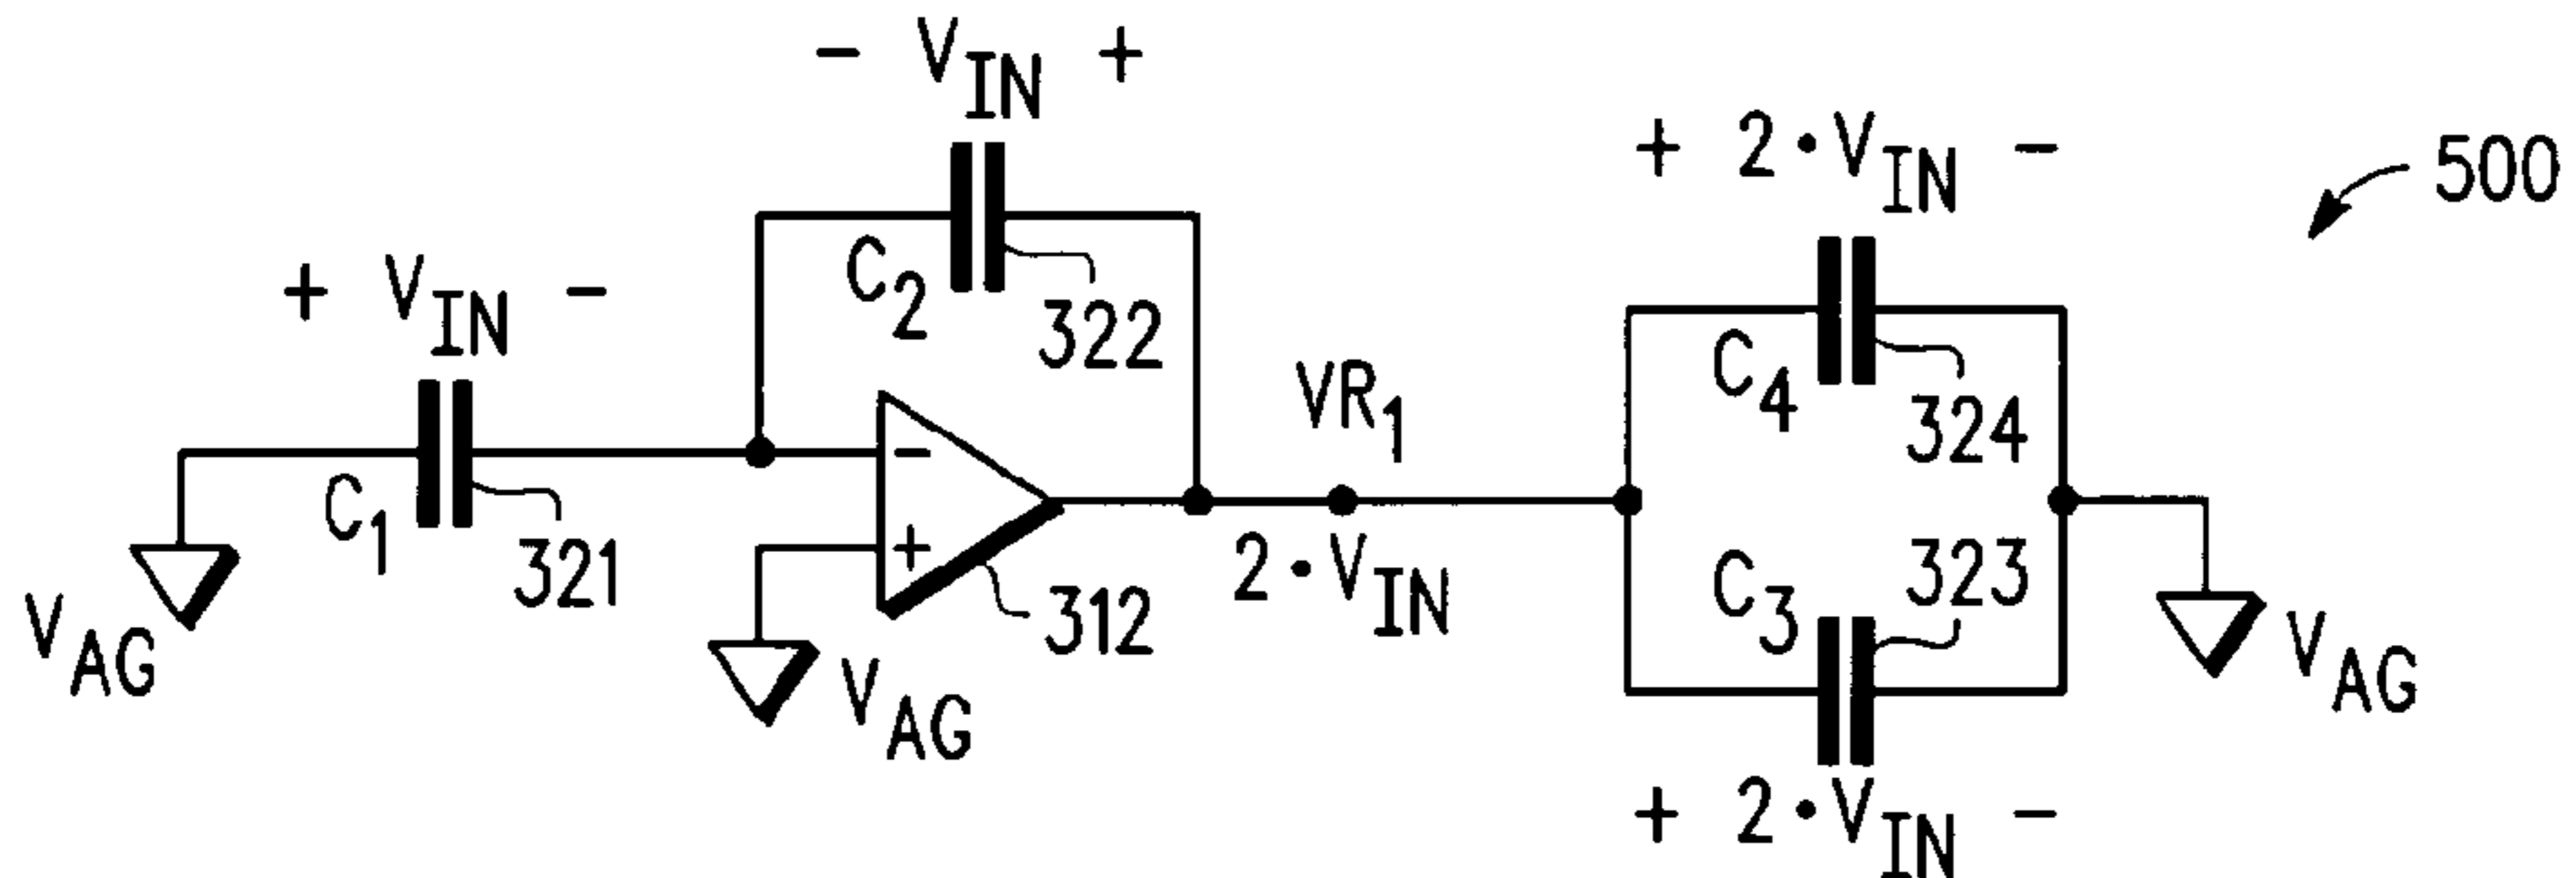 - V_IN +
+ 2·V_IN -
500
+ V_IN -
C_2
322
C_4
324
VR_1
C_1
321
-
+
312
2·V_IN
C_3
323
V_AG
V_AG
V_AG
+ 2·V_IN -